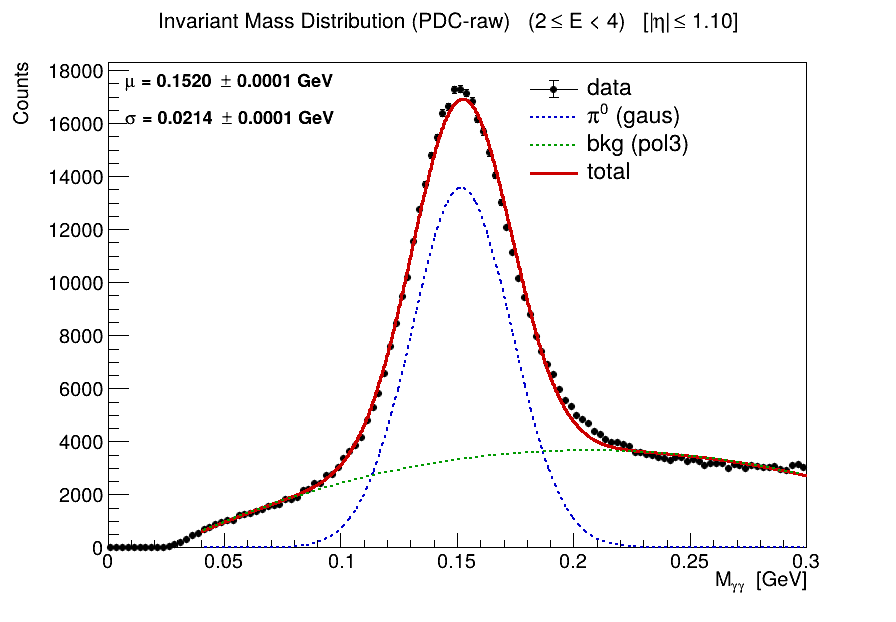 Invariant Mass Distribution (PDC-raw) (2 ≤ E < 4) [|η| ≤ 1.10]
Counts
18000
16000
14000
12000
10000
8000
6000
4000
2000
0
μ = 0.1520 ± 0.0001 GeV
σ = 0.0214 ± 0.0001 GeV
data
π⁰ (gaus)
bkg (pol3)
total
0 0.05 0.1 0.15 0.2 0.25 0.3
Mγγ [GeV]